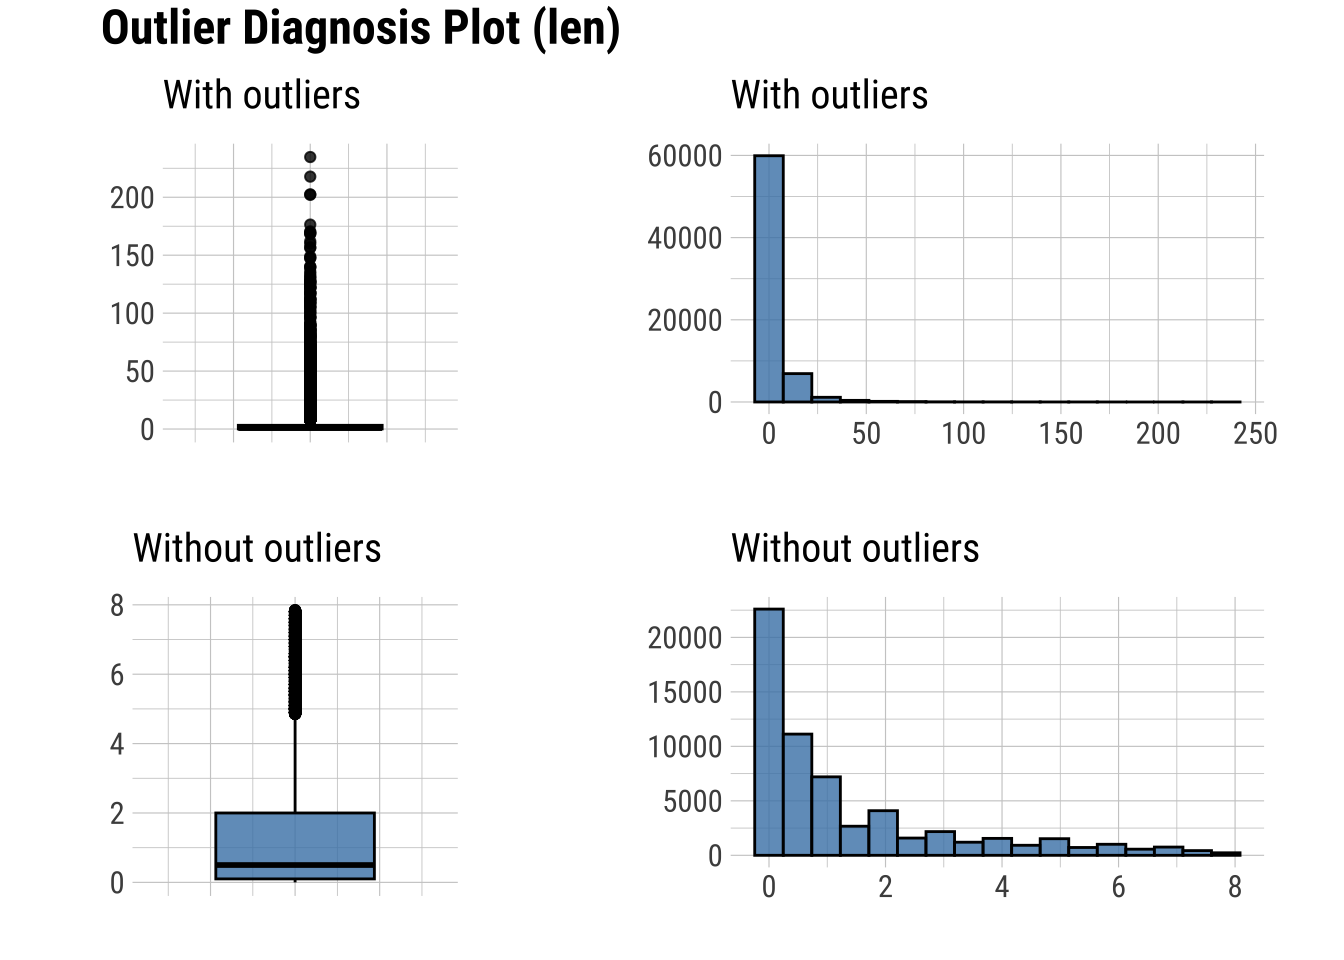 Outlier Diagnosis Plot (len)
With outliers
200
150
100
50
0
With outliers
60000
40000
20000
0
0 50 100 150 200 250
Without outliers
8
6
4
2
0
Without outliers
20000
15000
10000
5000
0
0 2 4 6 8